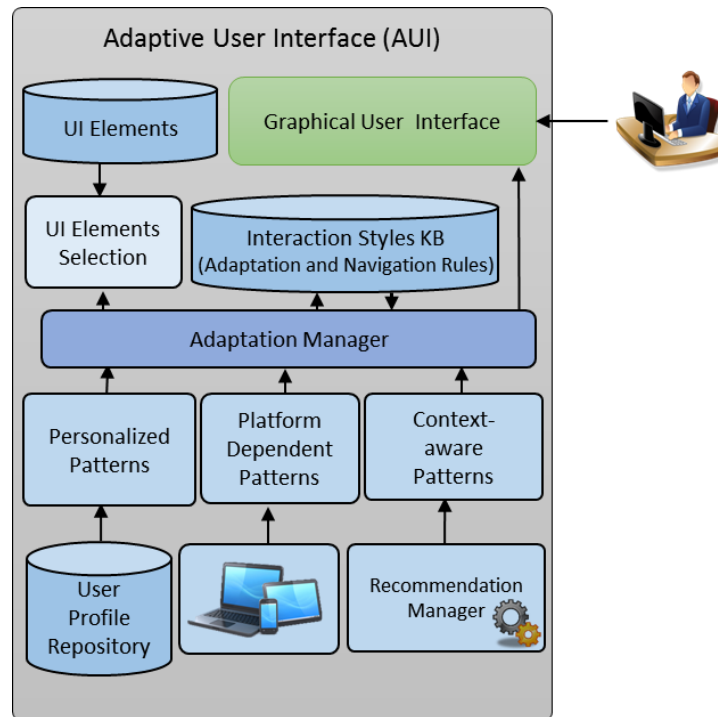 Adaptive User Interface (AUI)
UI Elements
Graphical User Interface
UI Elements
Selection
Interaction Styles KB
(Adaptation and Navigation Rules)
Adaptation Manager
Personalized
Patterns
Platform
Dependent
Patterns
Context-
aware
Patterns
User
Profile
Repository
Recommendation
Manager